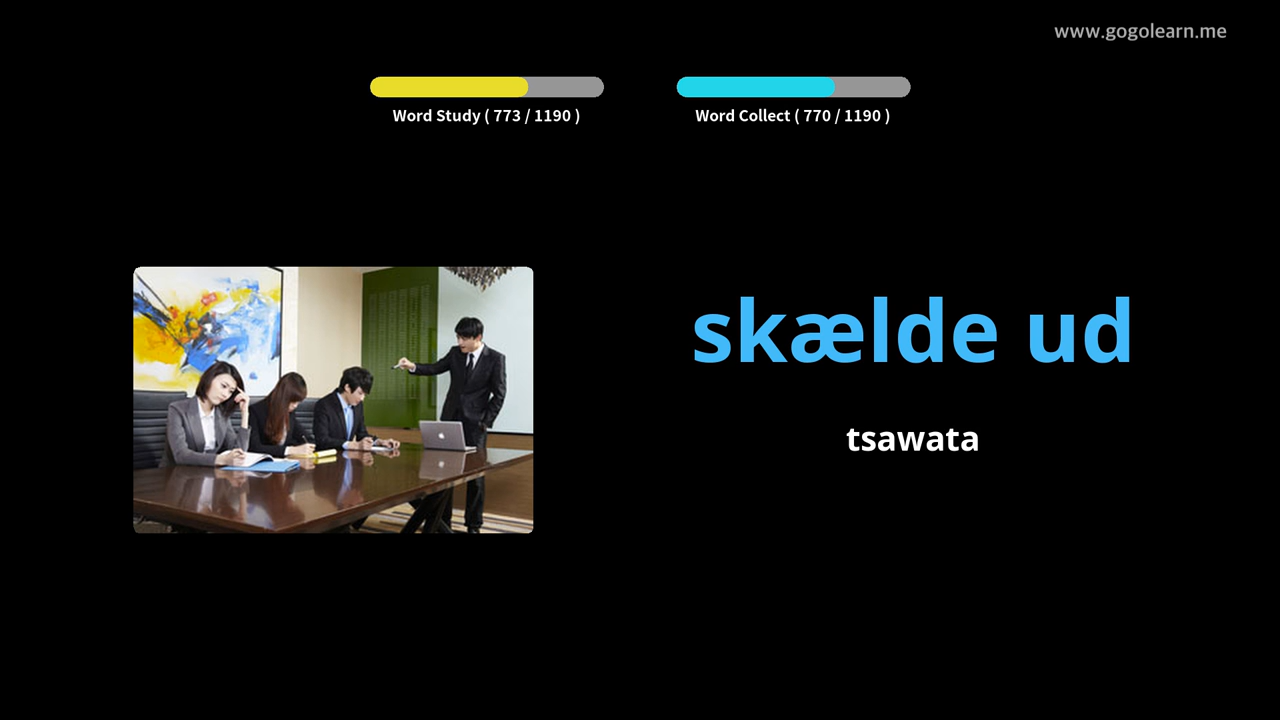 www.gogolearn.me
Word Study ( 773 / 1190 )
Word Collect ( 770 / 1190 )
skælde ud
tsawata